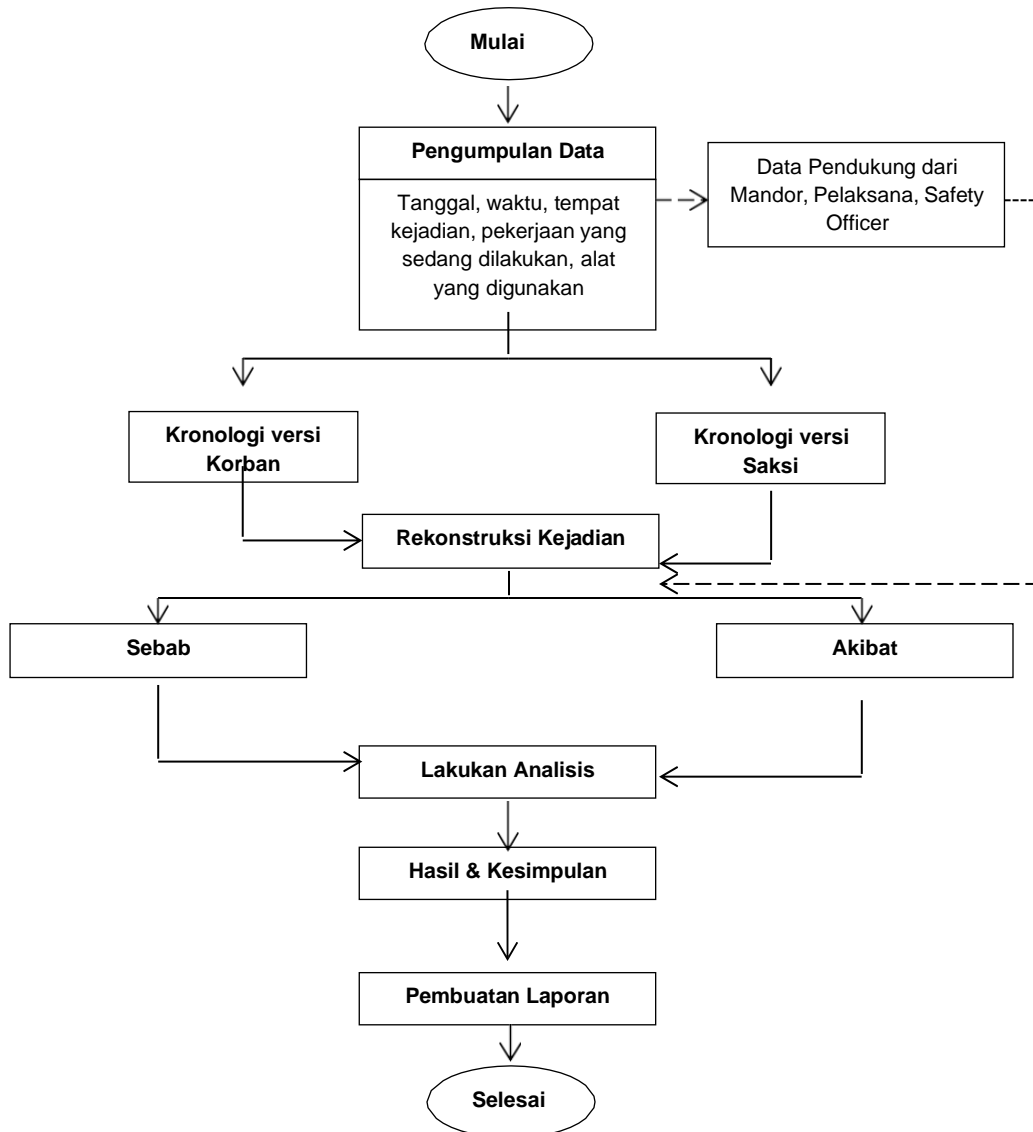 Mulai
Pengumpulan Data
Tanggal, waktu, tempat
kejadian, pekerjaan yang
sedang dilakukan, alat
yang digunakan
Data Pendukung dari
Mandor, Pelaksana, Safety
Officer
Kronologi versi
Korban
Kronologi versi
Saksi
Rekonstruksi Kejadian
Sebab
Akibat
Lakukan Analisis
Hasil & Kesimpulan
Pembuatan Laporan
Selesai